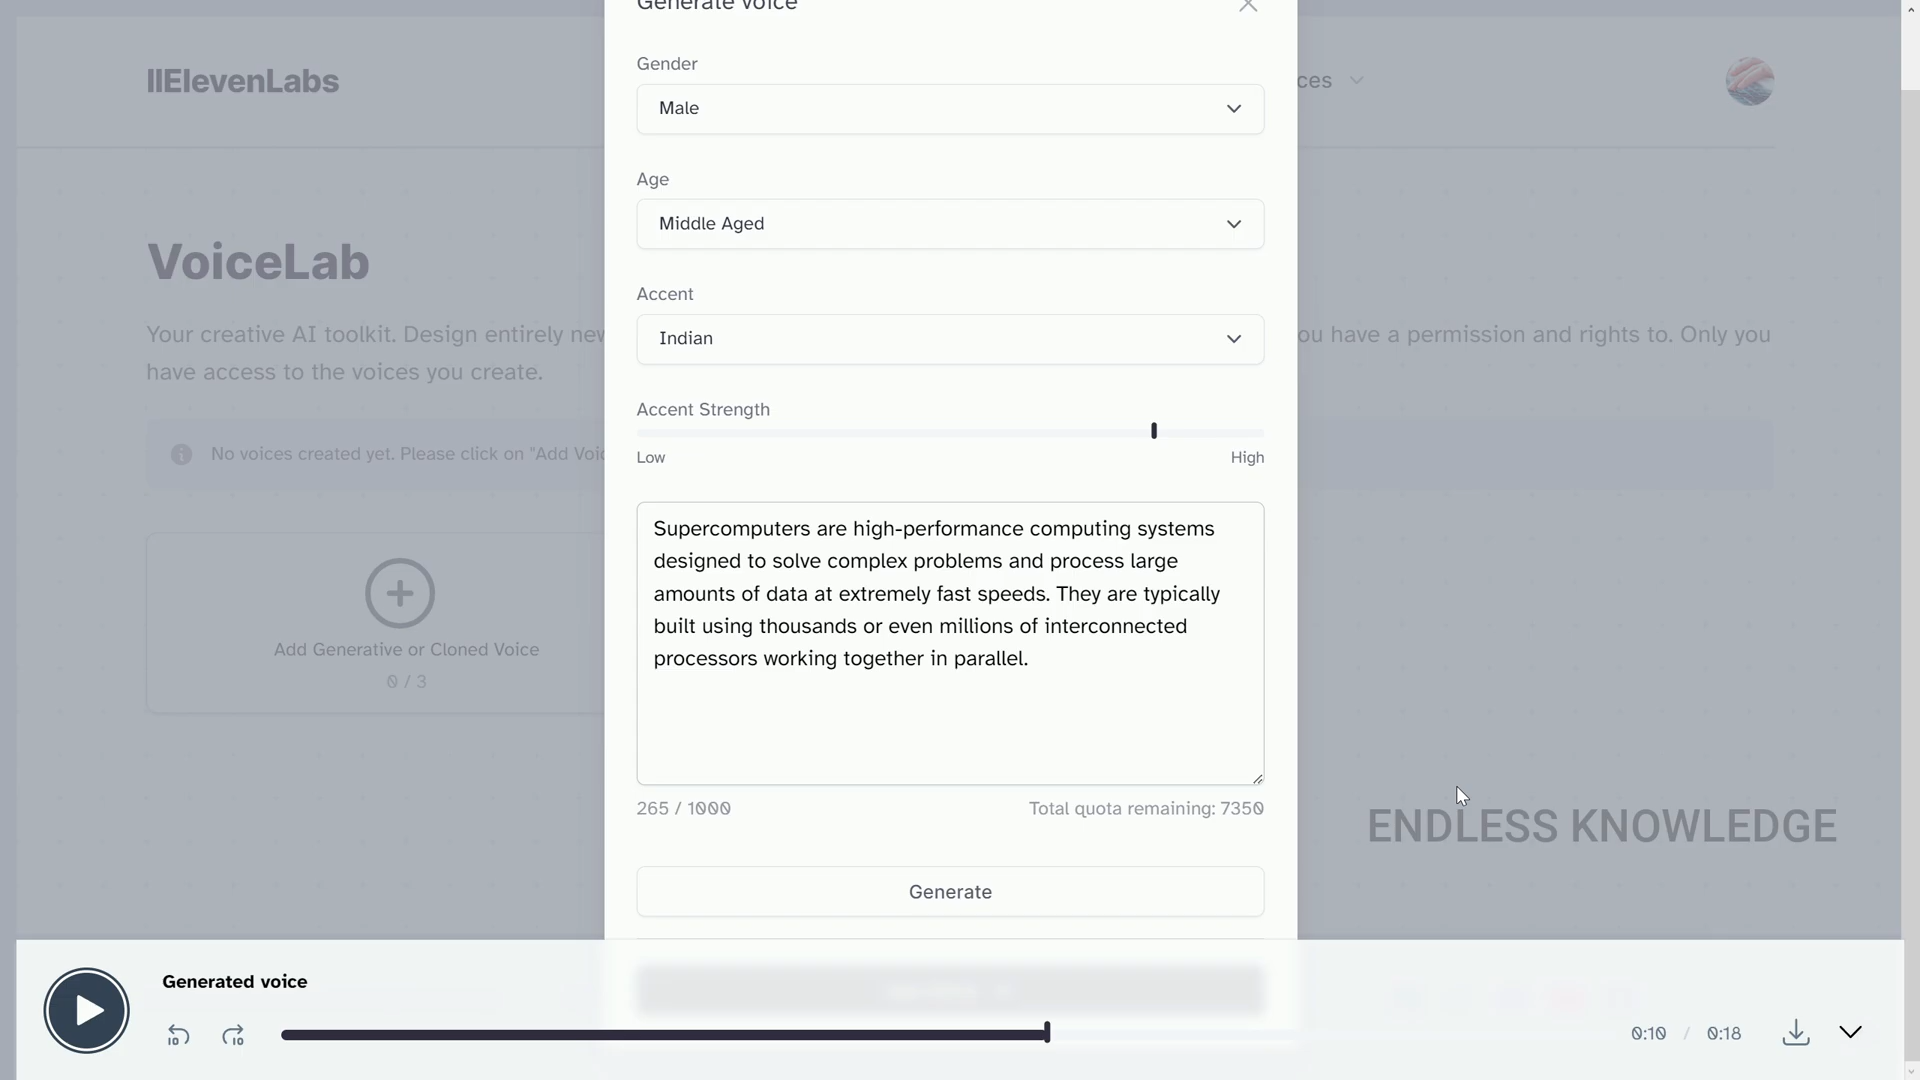 Generate Voice
Gender
IIElevenLabs
ces
Male
Age
Middle Aged
VoiceLab
Accent
Your creative AI toolkit. Design entirely new
ou have a permission and rights to. Only you
Indian
have access to the voices you create.
Accent Strength
No voices created yet. Please click on "Add Voic
Low
High
Supercomputers are high-performance computing systems
designed to solve complex problems and process large
amounts of data at extremely fast speeds. They are typically
built using thousands or even millions of interconnected
processors working together in parallel.
Add Generative or Cloned Voice
0 / 3
265 / 1000
Total quota remaining: 7350
ENDLESS KNOWLEDGE
Generate
Generated voice
10
10
0:10 / 0:18